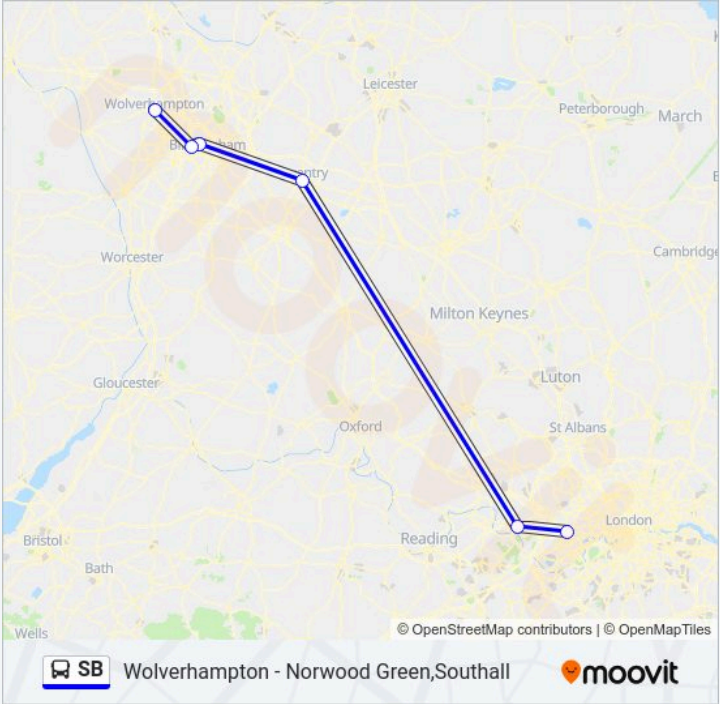 Leicester
Wolverhampton
Peterborough
March
Worcester
Cambridge
Milton Keynes
Gloucester
Luton
Oxford
St Albans
London
Reading
Bristol
Bath
Wells
© OpenStreetMap contributors | © OpenMapTiles
SB Wolverhampton - Norwood Green,Southall moovit